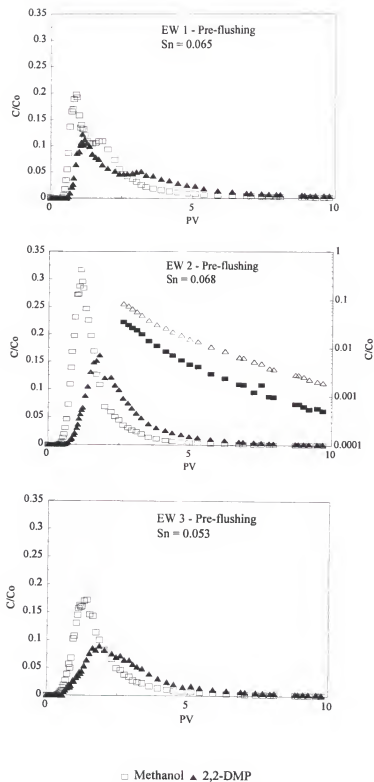 EW 1 - Pre-flushing
Sn = 0.065
C/Co
0.35
0.3
0.25
0.2
0.15
0.1
0.05
0
0
5
10
PV
EW 2 - Pre-flushing
Sn = 0.068
C/Co
0.35
0.3
0.25
0.2
0.15
0.1
0.05
0
0
5
10
PV
1
0.1
0.01
0.001
0.0001
C/Co
EW 3 - Pre-flushing
Sn = 0.053
C/Co
0.35
0.3
0.25
0.2
0.15
0.1
0.05
0
0
5
10
PV
□ Methanol ▲ 2,2-DMP